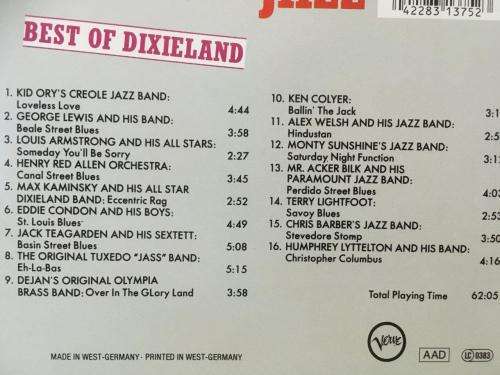 JAZZ
42283 13752
BEST OF DIXIELAND
1. KID ORY'S CREOLE JAZZ BAND:
Loveless Love 4:44
2. GEORGE LEWIS AND HIS BAND:
Beale Street Blues 3:58
3. LOUIS ARMSTRONG AND HIS ALL STARS:
Someday You'll Be Sorry 2:27
4. HENRY RED ALLEN ORCHESTRA:
Canal Street Blues 3:45
5. MAX KAMINSKY AND HIS ALL STAR
DIXIELAND BAND: Eccentric Rag 2:52
6. EDDIE CONDON AND HIS BOYS:
St. Louis Blues 4:49
7. JACK TEAGARDEN AND HIS SEXTETT:
Basin Street Blues 5:08
8. THE ORIGINAL TUXEDO "JASS" BAND:
Eh-La-Bas 5:15
9. DEJAN'S ORIGINAL OLYMPIA
BRASS BAND: Over In The GLory Land 3:58
10. KEN COLYER:
Ballin' The Jack
11. ALEX WELSH AND HIS JAZZ BAND:
Hindustan
12. MONTY SUNSHINE'S JAZZ BAND:
Saturday Night Function
13. MR. ACKER BILK AND HIS
PARAMOUNT JAZZ BAND:
Perdido Street Blues 4:03
14. TERRY LIGHTFOOT:
Savoy Blues
15. CHRIS BARBER'S JAZZ BAND:
Stevedore Stomp 3:50
16. HUMPHREY LYTTELTON AND HIS BAND:
Christopher Columbus 4:16
Total Playing Time 62:05
MADE IN WEST-GERMANY · PRINTED IN WEST-GERMANY
Verve
AAD
LC 0383